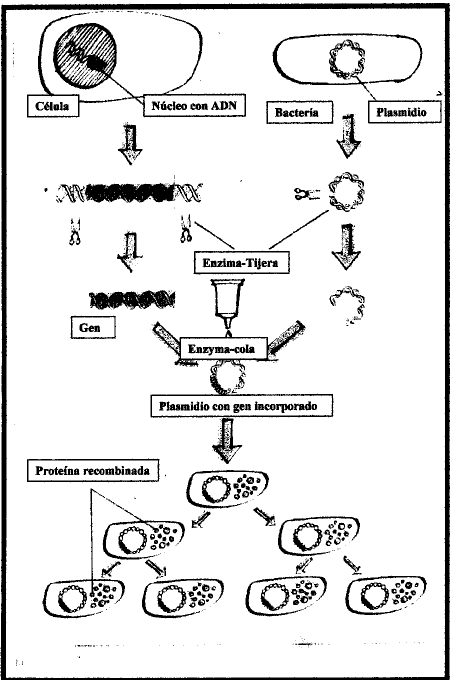 Célula
Núcleo con ADN
Bacteria
Plasmidio
Enzima-Tijera
Gen
Enzyma-cola
Plasmidio con gen incorporado
Proteína recombinada